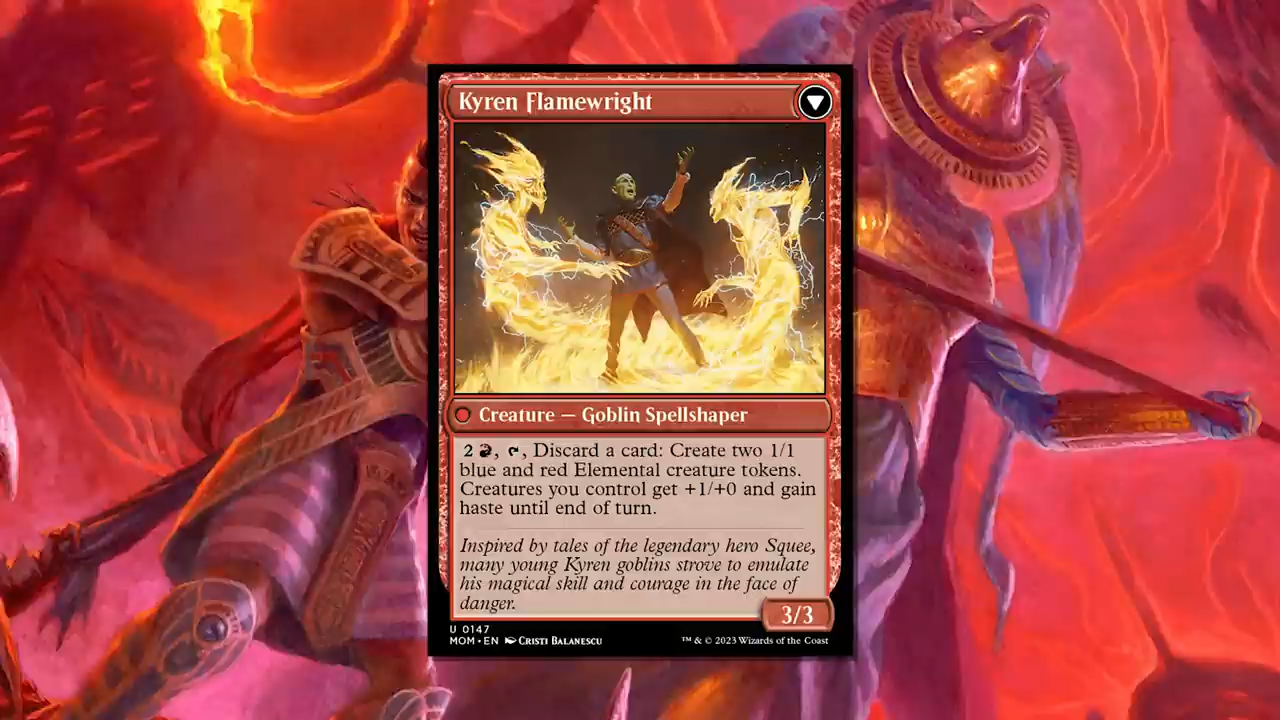 Kyren Flamewright
Creature — Goblin Spellshaper
2 , , Discard a card: Create two 1/1
blue and red Elemental creature tokens.
Creatures you control get +1/+0 and gain
haste until end of turn.
Inspired by tales of the legendary hero Squee,
many young Kyren goblins strove to emulate
his magical skill and courage in the face of
danger.
3/3
U 0147
MOM • EN CRISTI BALANESCU
™ & © 2023 Wizards of the Coast